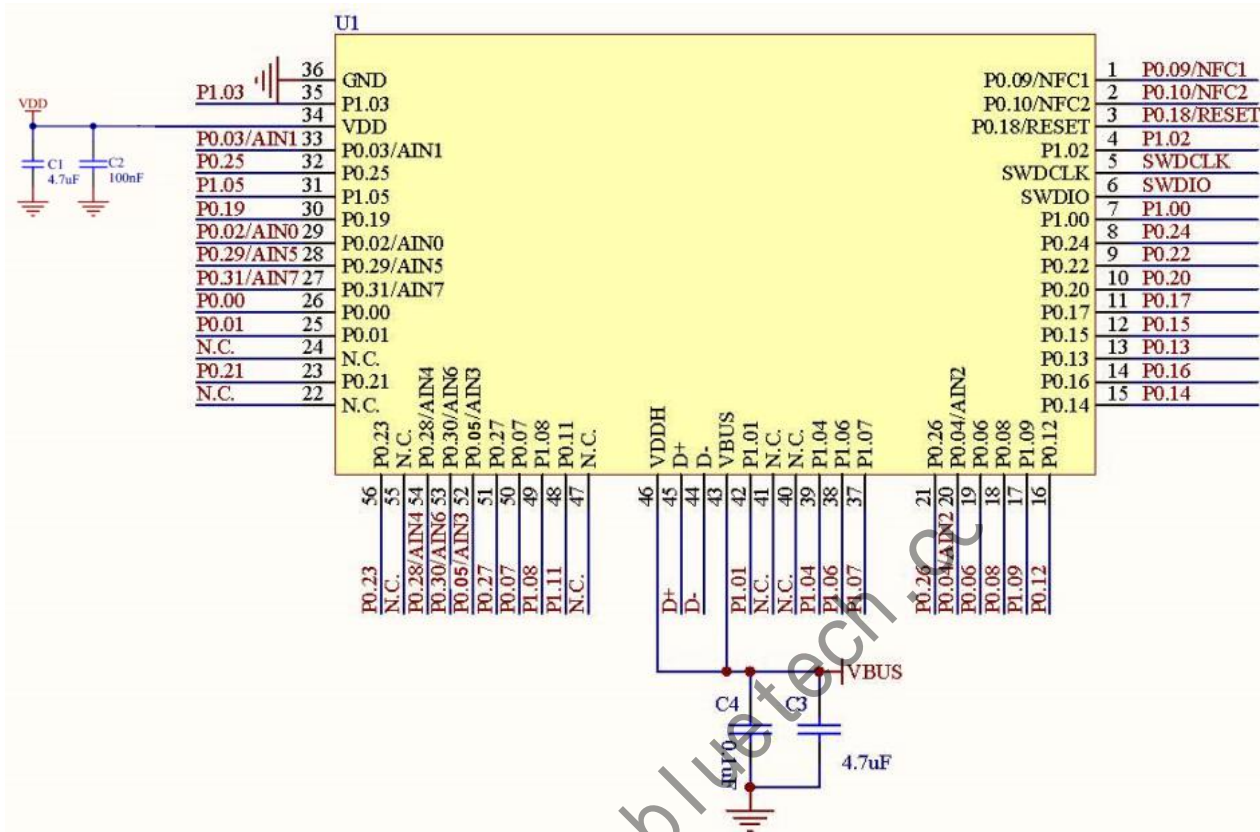 U1
36 GND
P1.03 35 P1.03
VDD
34 VDD
P0.03/AIN1 33 P0.03/AIN1
P0.25 32 P0.25
P1.05 31 P1.05
P0.19 30 P0.19
P0.02/AIN0 29 P0.02/AIN0
P0.29/AIN5 28 P0.29/AIN5
P0.31/AIN7 27 P0.31/AIN7
P0.00 26 P0.00
P0.01 25 P0.01
N.C. 24 N.C.
P0.21 23 P0.21
N.C. 22 N.C.
C1
4.7uF
C2
100nF
P0.09/NFC1 1 P0.09/NFC1
P0.10/NFC2 2 P0.10/NFC2
P0.18/RESET 3 P0.18/RESET
P1.02 4 P1.02
SWDCLK 5 SWDCLK
SWDIO 6 SWDIO
P1.00 7 P1.00
P0.24 8 P0.24
P0.22 9 P0.22
P0.20 10 P0.20
P0.17 11 P0.17
P0.15 12 P0.15
P0.13 13 P0.13
P0.16 14 P0.16
P0.14 15 P0.14
P0.23 56 P0.23
N.C. 55 N.C.
P0.28/AIN4 54 P0.28/AIN4
P0.30/AIN6 53 P0.30/AIN6
P0.05/AIN3 52 P0.05/AIN3
P0.27 51 P0.27
P0.07 50 P0.07
P1.08 49 P1.08
P0.11 48 P1.11
N.C. 47 N.C.
VDDH 46
D+ 45 D+
D- 44 D-
VBUS 43
P1.01 42 P1.01
N.C. 41 N.C.
N.C. 40 N.C.
P1.04 39 P1.04
P1.06 38 P1.06
P1.07 37 P1.07
P0.26 21 P0.26
P0.04/AIN2 20 P0.04/AIN2
P0.06 19 P0.06
P0.08 18 P0.08
P1.09 17 P1.09
P0.12 16 P0.12
VBUS
C4
0.1uF
C3
4.7uF